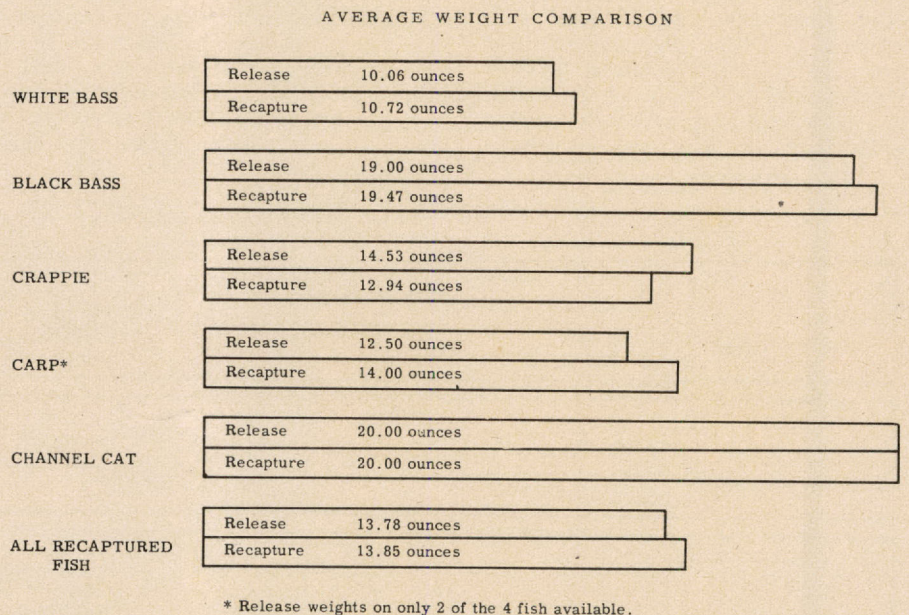 AVERAGE WEIGHT COMPARISON
WHITE BASS
Release 10.06 ounces
Recapture 10.72 ounces
BLACK BASS
Release 19.00 ounces
Recapture 19.47 ounces
CRAPPIE
Release 14.53 ounces
Recapture 12.94 ounces
CARP*
Release 12.50 ounces
Recapture 14.00 ounces
CHANNEL CAT
Release 20.00 ounces
Recapture 20.00 ounces
ALL RECAPTURED
FISH
Release 13.78 ounces
Recapture 13.85 ounces
* Release weights on only 2 of the 4 fish available.